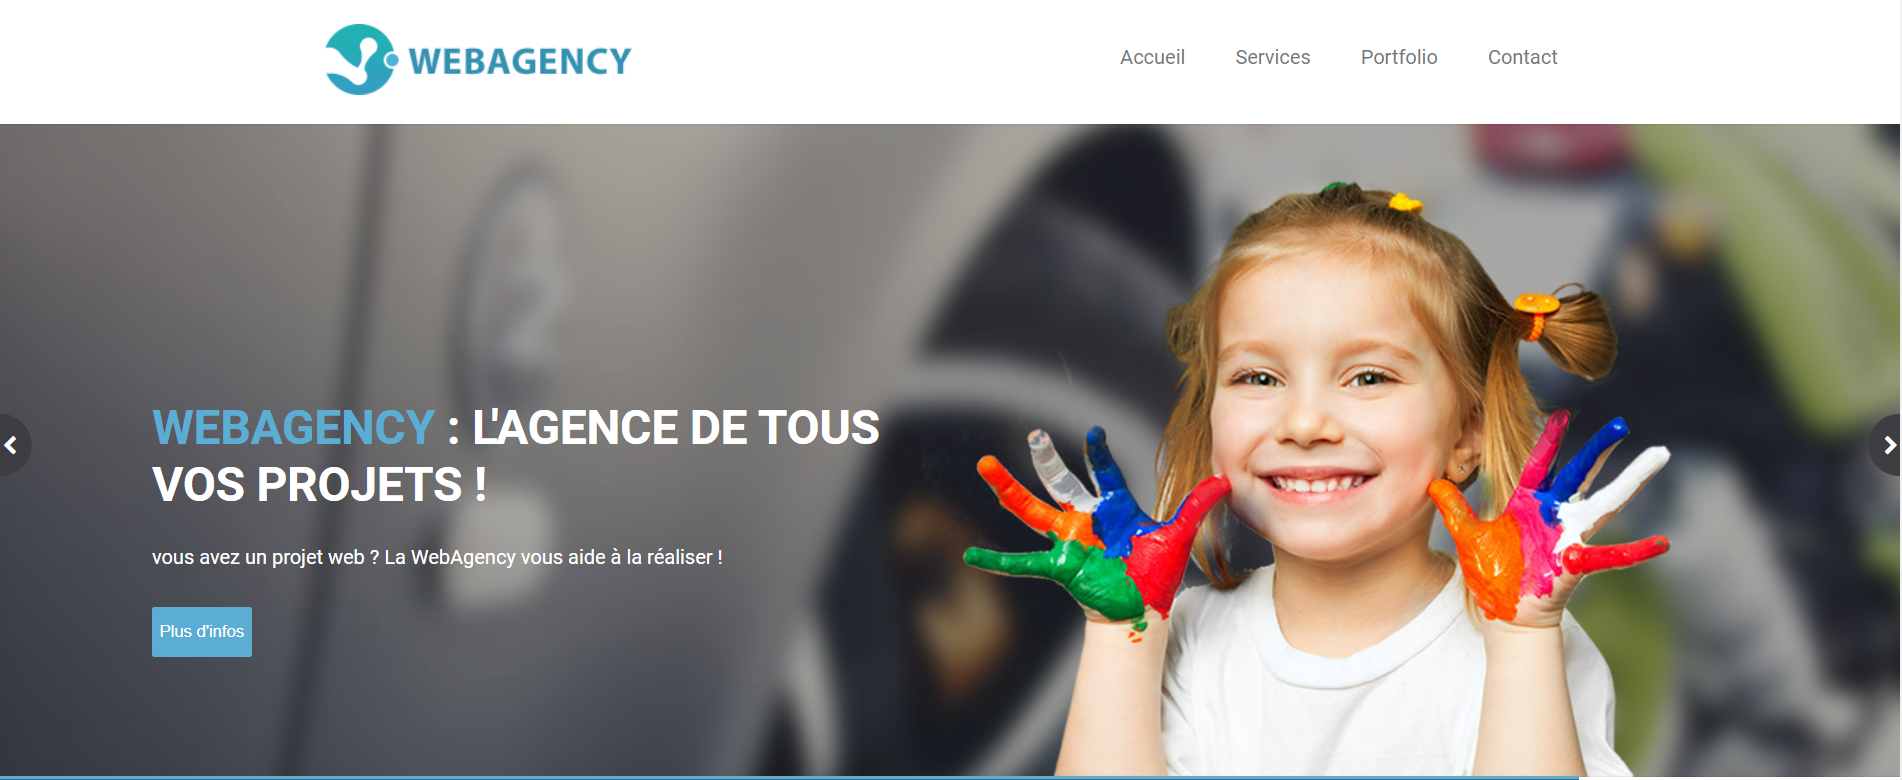 WEBAGENCY
Accueil Services Portfolio Contact
WEBAGENCY : L'AGENCE DE TOUS
VOS PROJETS !
vous avez un projet web ? La WebAgency vous aide à la réaliser !
Plus d'infos